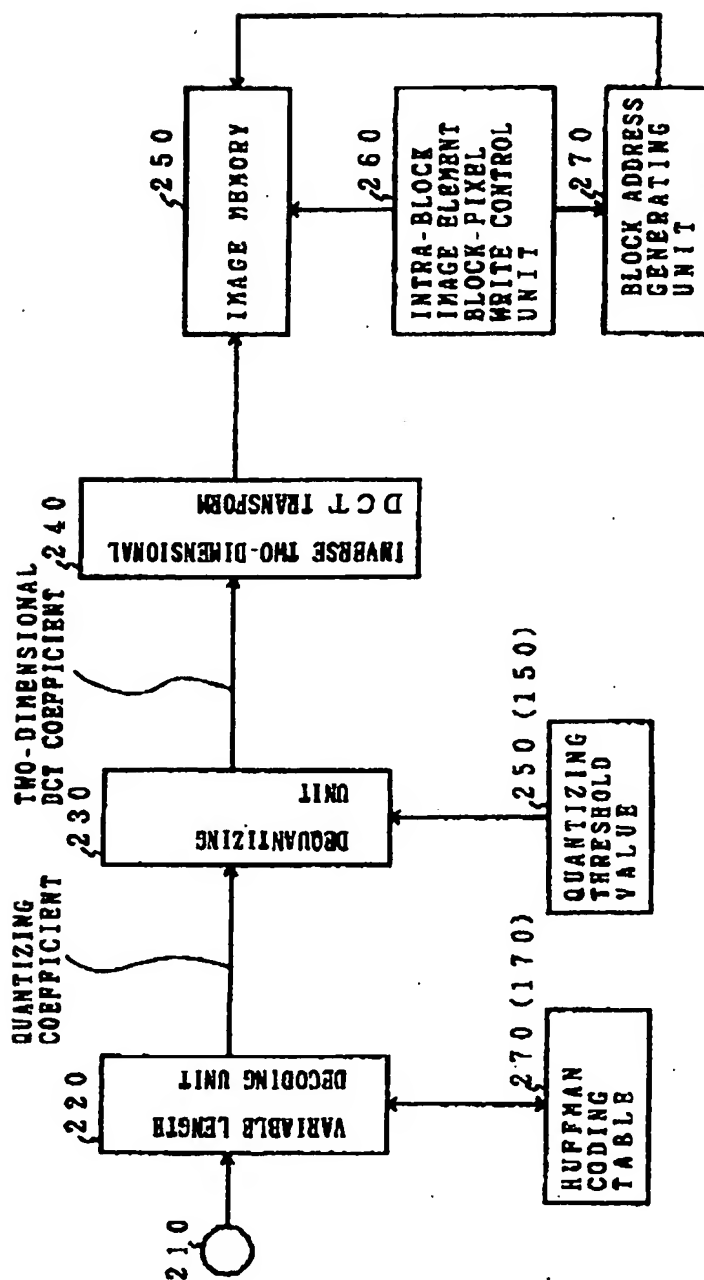 210
220
VARIABLE LENGTH
DECODING UNIT
QUANTIZING
COEFFICIENT
270 (170)
HUFFMAN
CODING
TABLE
230
DEQUANTIZING
UNIT
250 (150)
QUANTIZING
THRESHOLD
VALUE
TWO-DIMENSIONAL
DCT COEFFICIENT
240
INVERSE TWO-DIMENSIONAL
DCT TRANSFORM
250
IMAGE MEMORY
260
INTRA-BLOCK
IMAGE ELEMENT
BLOCK-PIXEL
WRITE CONTROL
UNIT
270
BLOCK ADDRESS
GENERATING
UNIT